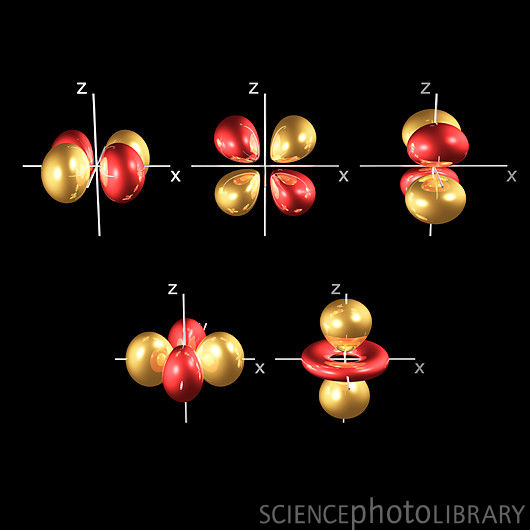 z z z
x x x
z z
y
x x
SCIENCEphotoLIBRARY